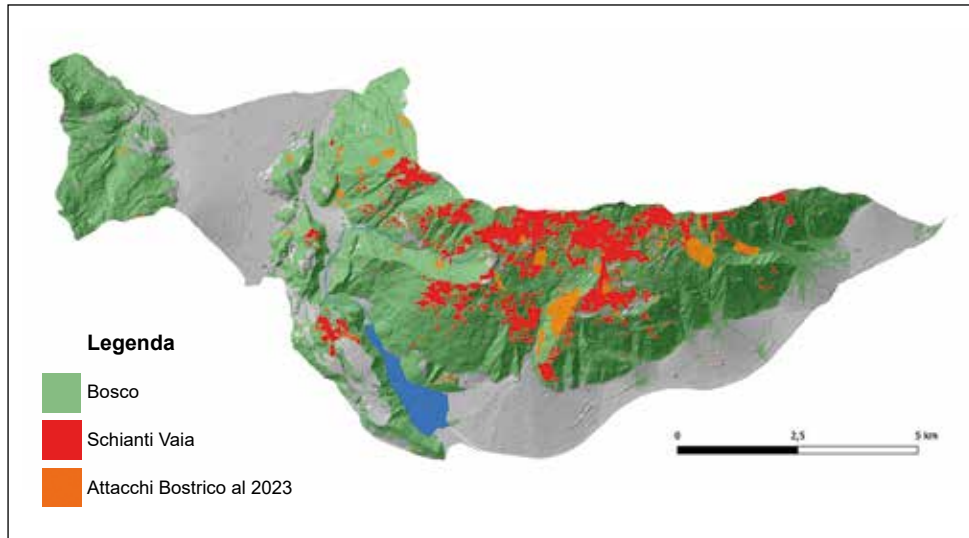 Legenda
Bosco
Schianti Vaia
Attacchi Bostrico al 2023
0 2,5 5 km